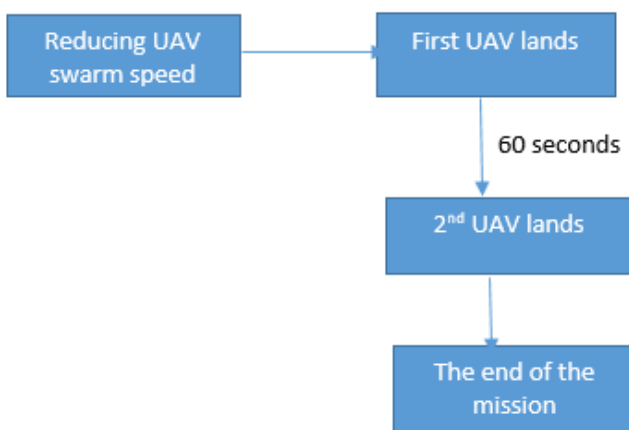 Reducing UAV
swarm speed
First UAV lands
60 seconds
2nd UAV lands
The end of the
mission